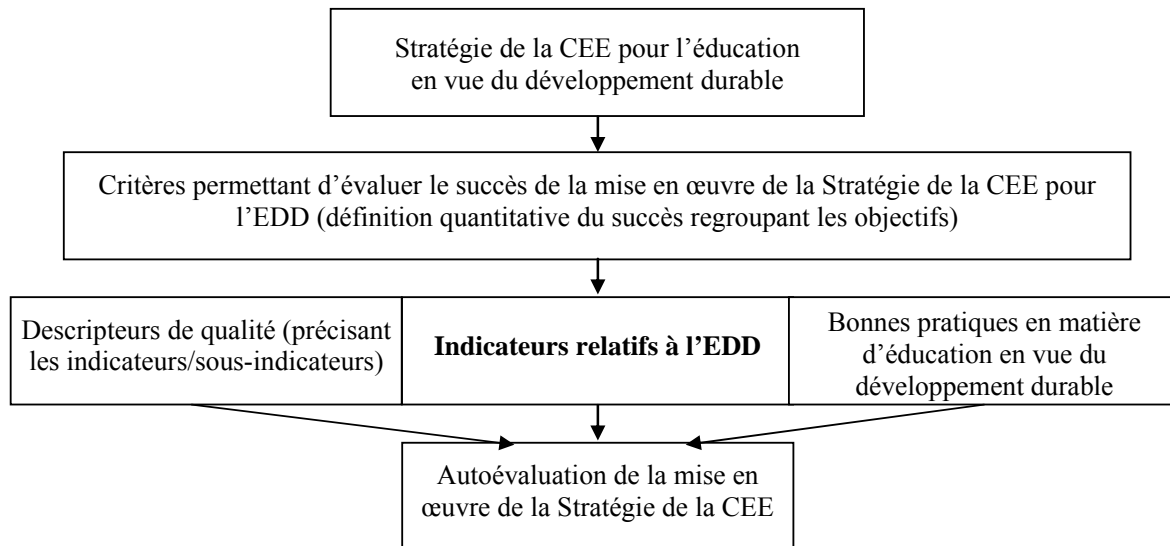 Stratégie de la CEE pour l’éducation
en vue du développement durable
Critères permettant d’évaluer le succès de la mise en œuvre de la Stratégie de la CEE pour
l’EDD (définition quantitative du succès regroupant les objectifs)
Descripteurs de qualité (précisant
les indicateurs/sous-indicateurs)
Indicateurs relatifs à l’EDD
Bonnes pratiques en matière
d’éducation en vue du
développement durable
Autoévaluation de la mise en
œuvre de la Stratégie de la CEE